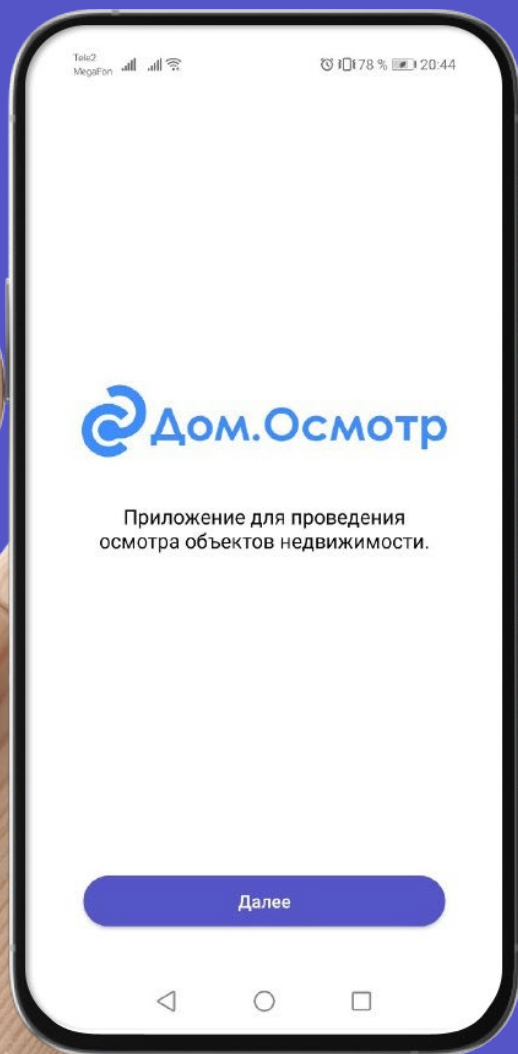 Tele2
MegaFon
78 % 20:44
Дом.Осмотр
Приложение для проведения
осмотра объектов недвижимости.
Далее